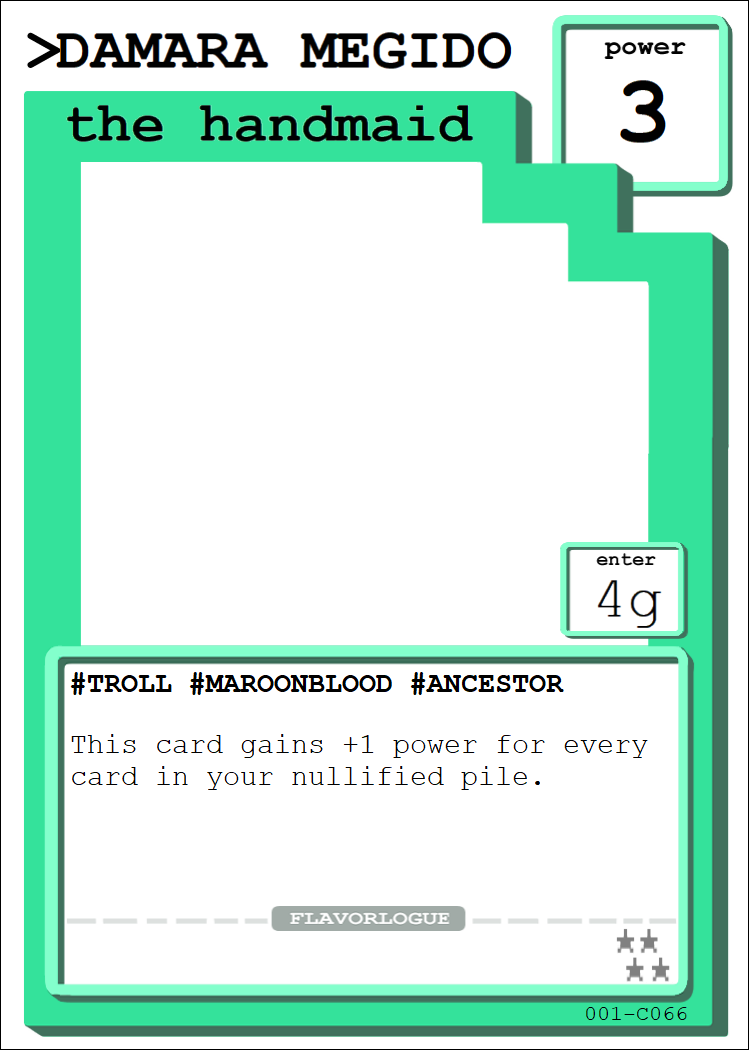 >DAMARA MEGIDO
the handmaid
power
3
enter
4g
#TROLL #MAROONBLOOD #ANCESTOR
This card gains +1 power for every
card in your nullified pile.
FLAVORLOGUE
001-C066